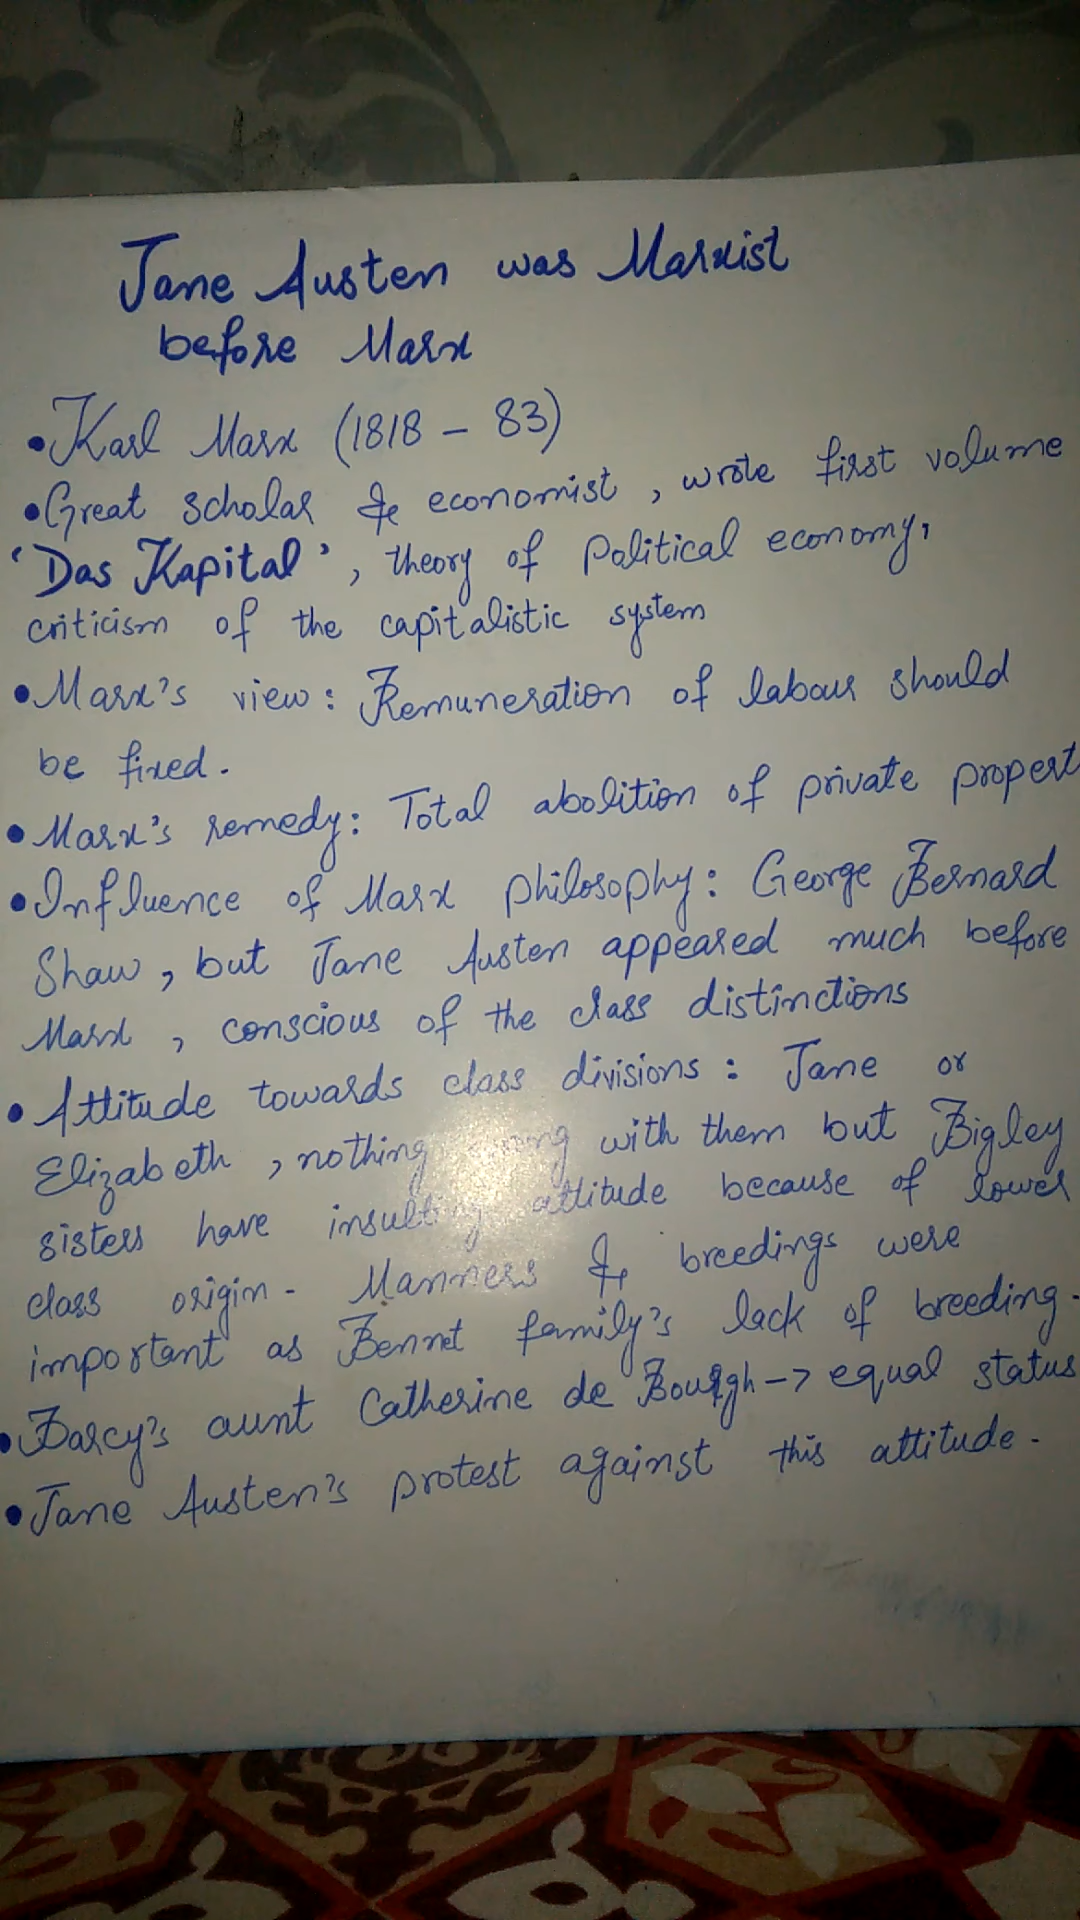 Jane Austen was Marxist
before Marx
• Karl Marx (1818 - 83)
• Great scholar & economist, wrote first volume
'Das Kapital', theory of Political economy,
criticism of the capitalistic system
• Marx's view: Remuneration of labour should
be fixed.
• Marx's remedy: Total abolition of private propert
• Influence of Marx Philosophy: George Bernard
Shaw, but Jane Austen appeared much before
Marx, conscious of the class distinctions
• Attitude towards class divisions: Jane or
Elizabeth, nothing wrong with them but Bigley
sisters have insulting attitude because of lower
class origin. Manners & breedings were
important as Bennet family's lack of breeding.
• Darcy's aunt Catherine de Bourgh -> equal status
• Jane Austen's protest against this attitude.